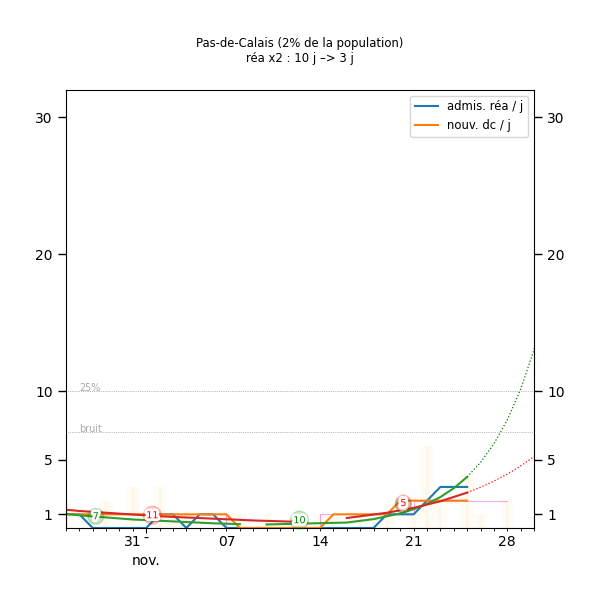 Pas-de-Calais (2% de la population)
réa x2 : 10 j –> 3 j
admis. réa / j
nouv. dc / j
30 30
20 20
25%
10 10
bruit
5 5
7 11 10 5
1 1
31 - 07 14 21 28
nov.